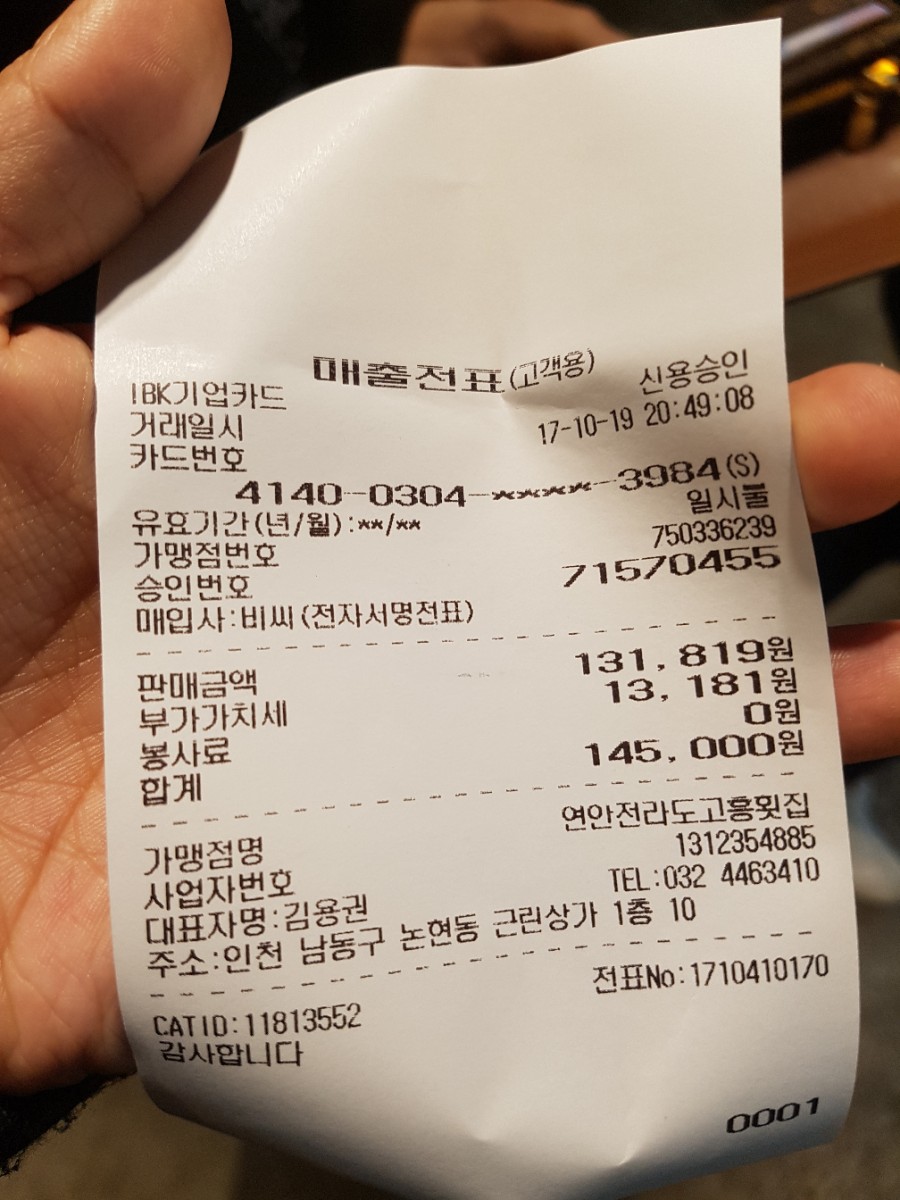 매출전표(고객용)
IBK기업카드 신용승인
거래일시 17-10-19 20:49:08
카드번호
4140-0304-****-3984(S)
유효기간(년/월):**/** 일시불
가맹점번호 750336239
승인번호 71570455
매입사:비씨(전자서명전표)
판매금액 131,819원
부가가치세 13,181원
봉사료 0원
합계 145,000원
가맹점명 연안전라도고흥횟집
사업자번호 1312354885
대표자명:김용권 TEL:032 4463410
주소:인천 남동구 논현동 근린상가 1층 10
CATID:11813552 전표No:1710410170
감사합니다
0001